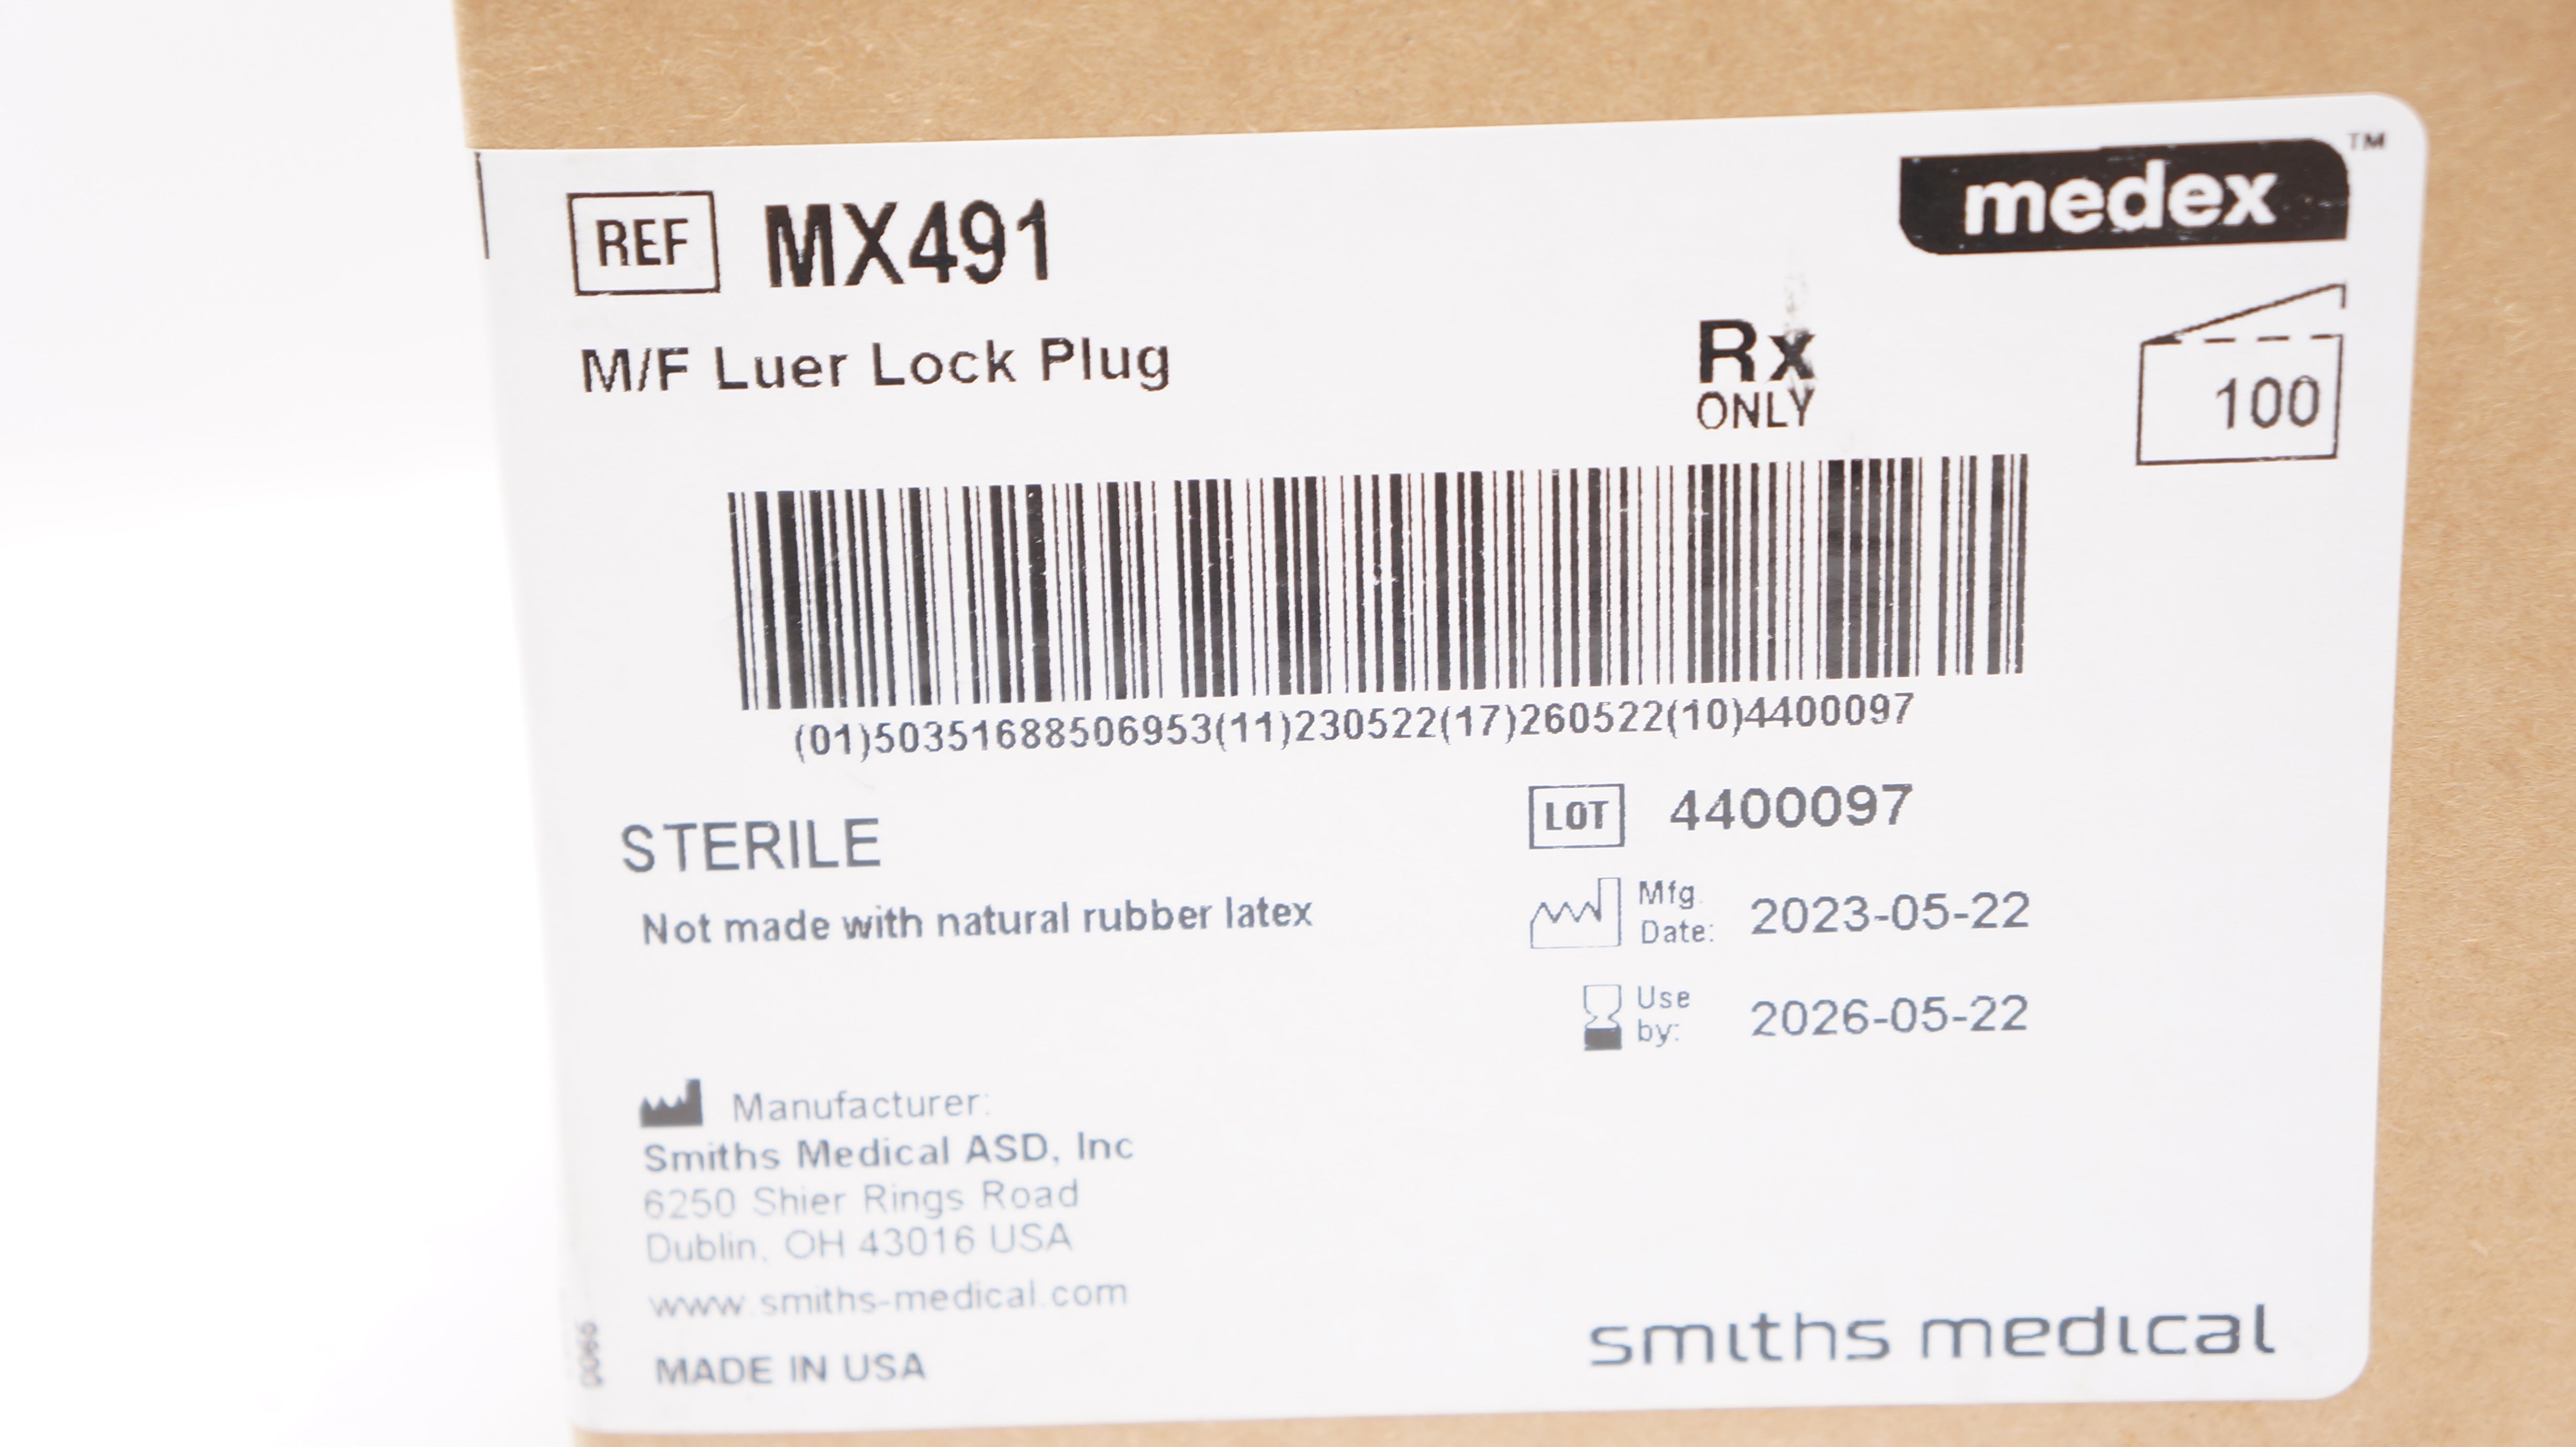 medex™
REF MX491
M/F Luer Lock Plug
Rx
ONLY
100
(01)50351688506953(11)230522(17)260522(10)4400097
STERILE
LOT 4400097
Not made with natural rubber latex
Mfg.
Date: 2023-05-22
Use
by: 2026-05-22
Manufacturer:
Smiths Medical ASD, Inc
6250 Shier Rings Road
Dublin, OH 43016 USA
www.smiths-medical.com
MADE IN USA
smiths medical